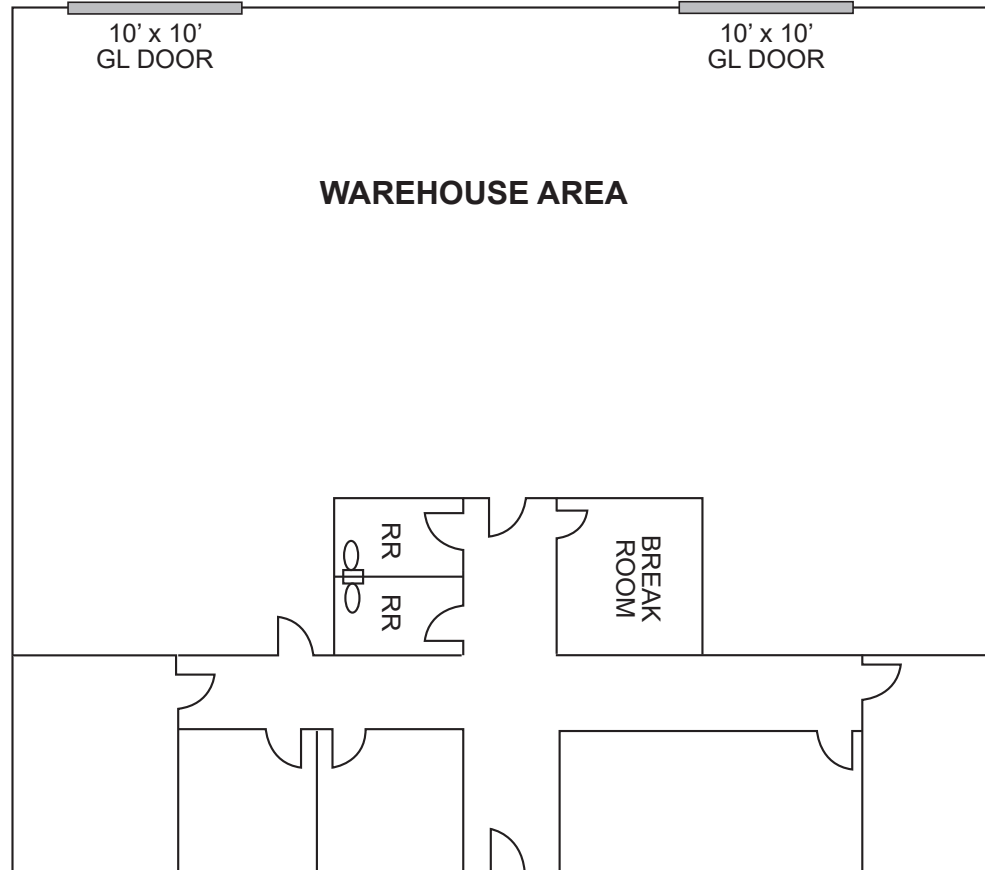 10’ x 10’
GL DOOR
10’ x 10’
GL DOOR
WAREHOUSE AREA
RR
RR
BREAK
ROOM